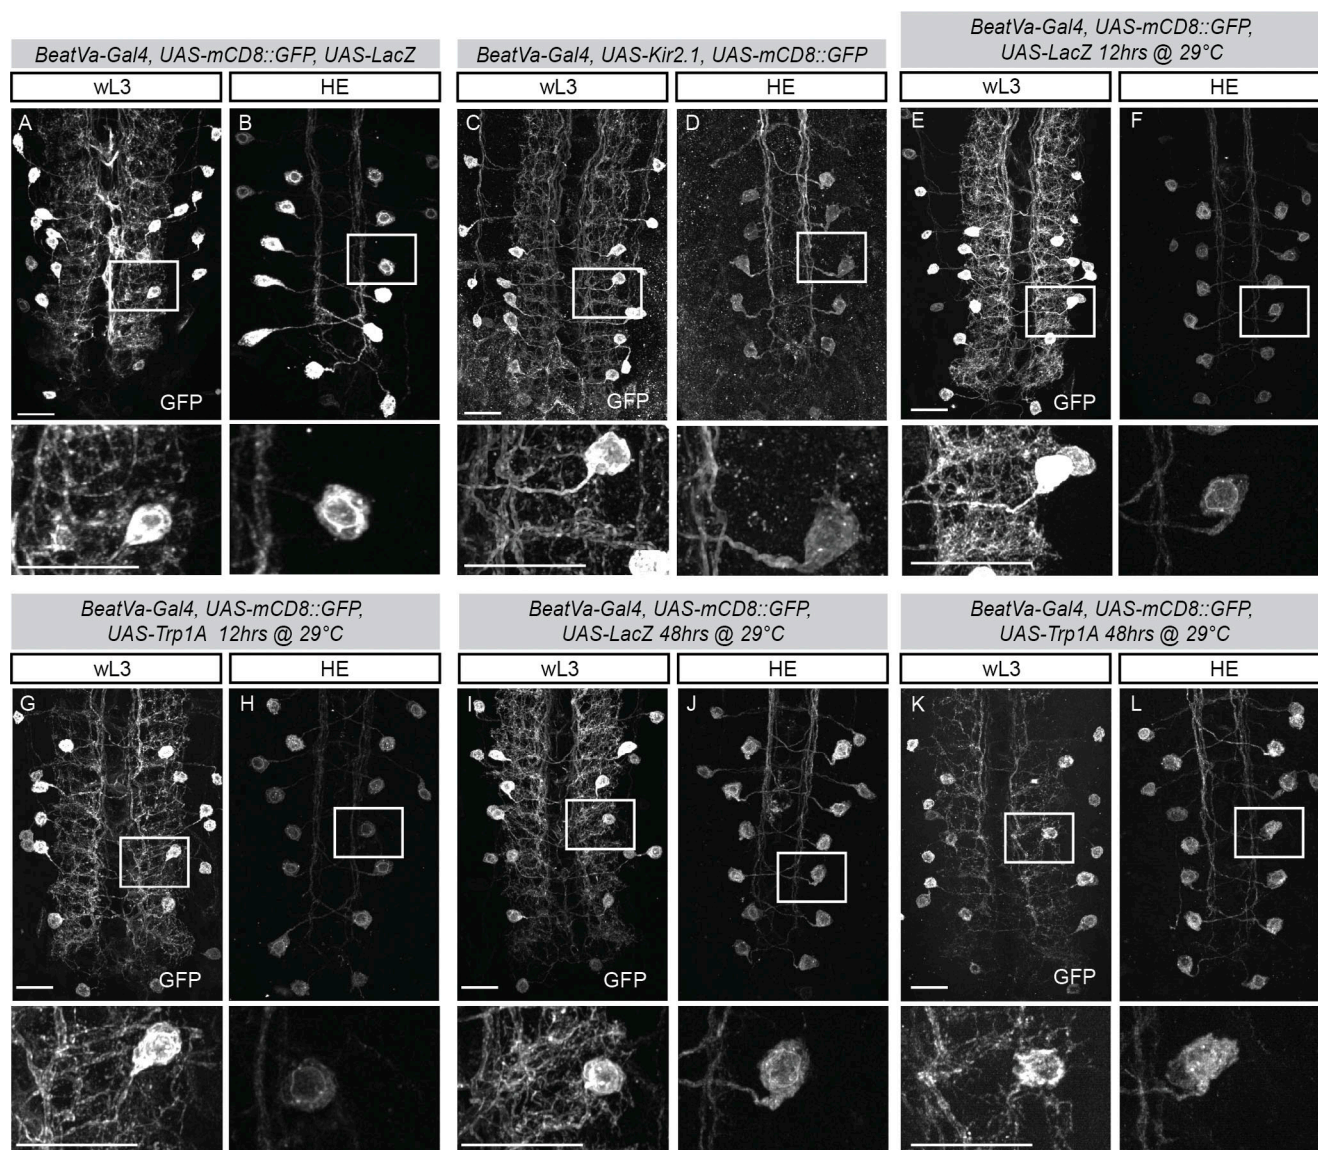 BeatVa-Gal4, UAS-mCD8::GFP, UAS-LacZ
wL3
HE
A
B
GFP
BeatVa-Gal4, UAS-Kir2.1, UAS-mCD8::GFP
wL3
HE
C
D
GFP
BeatVa-Gal4, UAS-mCD8::GFP,
UAS-LacZ 12hrs @ 29°C
wL3
HE
E
F
GFP
BeatVa-Gal4, UAS-mCD8::GFP,
UAS-Trp1A 12hrs @ 29°C
wL3
HE
G
H
GFP
BeatVa-Gal4, UAS-mCD8::GFP,
UAS-LacZ 48hrs @ 29°C
wL3
HE
I
J
GFP
BeatVa-Gal4, UAS-mCD8::GFP,
UAS-Trp1A 48hrs @ 29°C
wL3
HE
K
L
GFP